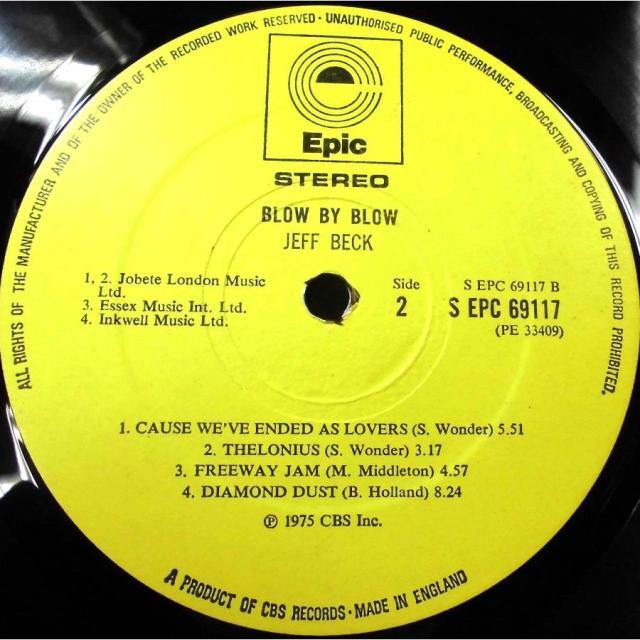 ALL RIGHTS OF THE MANUFACTURER AND OF THE OWNER OF THE RECORDED WORK RESERVED · UNAUTHORISED PUBLIC PERFORMANCE, BROADCASTING AND COPYING OF THIS RECORD PROHIBITED.
Epic
STEREO
BLOW BY BLOW
JEFF BECK
1, 2. Jobete London Music
Ltd.
3. Essex Music Int. Ltd.
4. Inkwell Music Ltd.
Side
2
S EPC 69117 B
S EPC 69117
(PE 33409)
1. CAUSE WE'VE ENDED AS LOVERS (S. Wonder) 5.51
2. THELONIUS (S. Wonder) 3.17
3. FREEWAY JAM (M. Middleton) 4.57
4. DIAMOND DUST (B. Holland) 8.24
℗ 1975 CBS Inc.
A PRODUCT OF CBS RECORDS · MADE IN ENGLAND